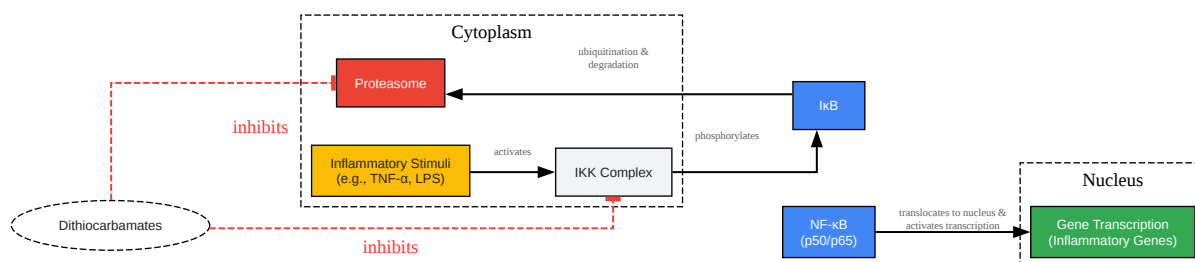 Cytoplasm
ubiquitination &
degradation
Proteasome
IκB
inhibits
phosphorylates
activates
Inflammatory Stimuli
(e.g., TNF-α, LPS)
IKK Complex
Nucleus
Dithiocarbamates
inhibits
NF-κB
(p50/p65)
translocates to nucleus &
activates transcription
Gene Transcription
(Inflammatory Genes)